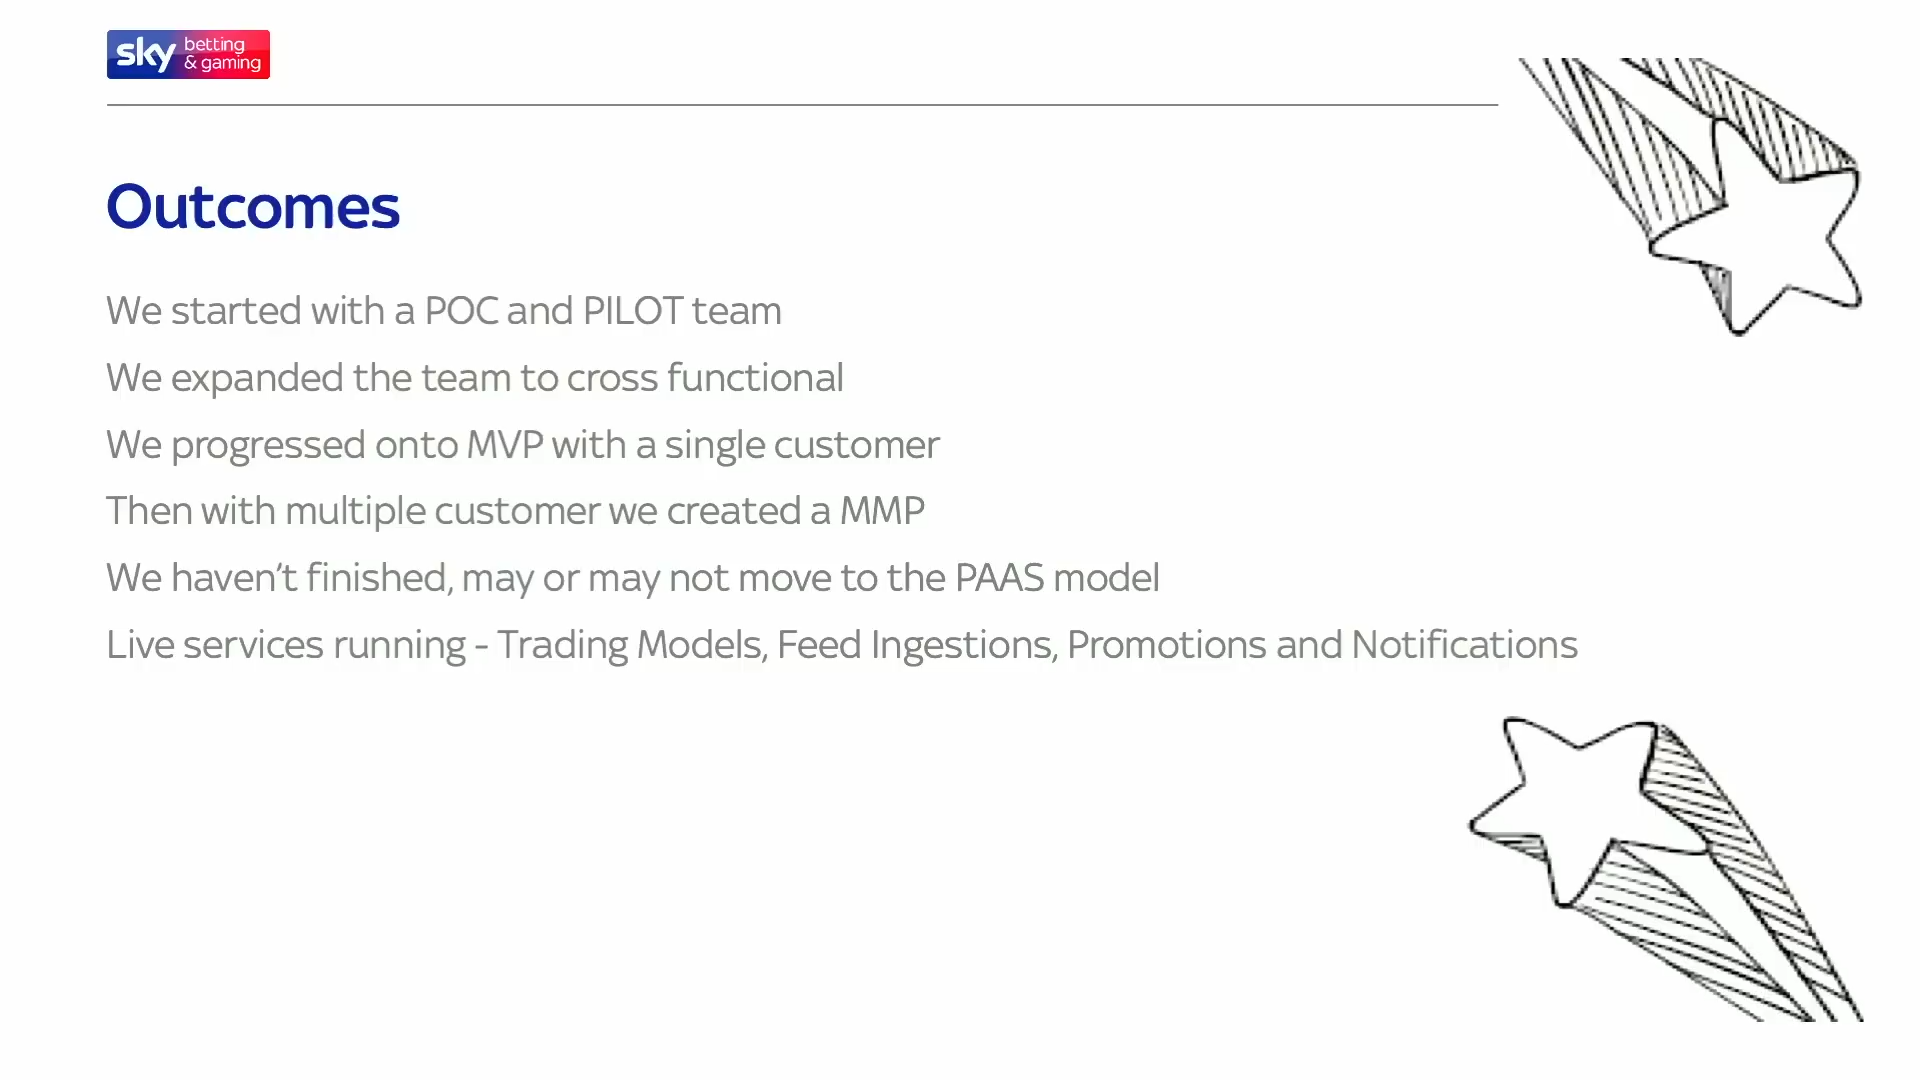 sky betting
& gaming
Outcomes
We started with a POC and PILOT team
We expanded the team to cross functional
We progressed onto MVP with a single customer
Then with multiple customer we created a MMP
We haven’t finished, may or may not move to the PAAS model
Live services running - Trading Models, Feed Ingestions, Promotions and Notifications